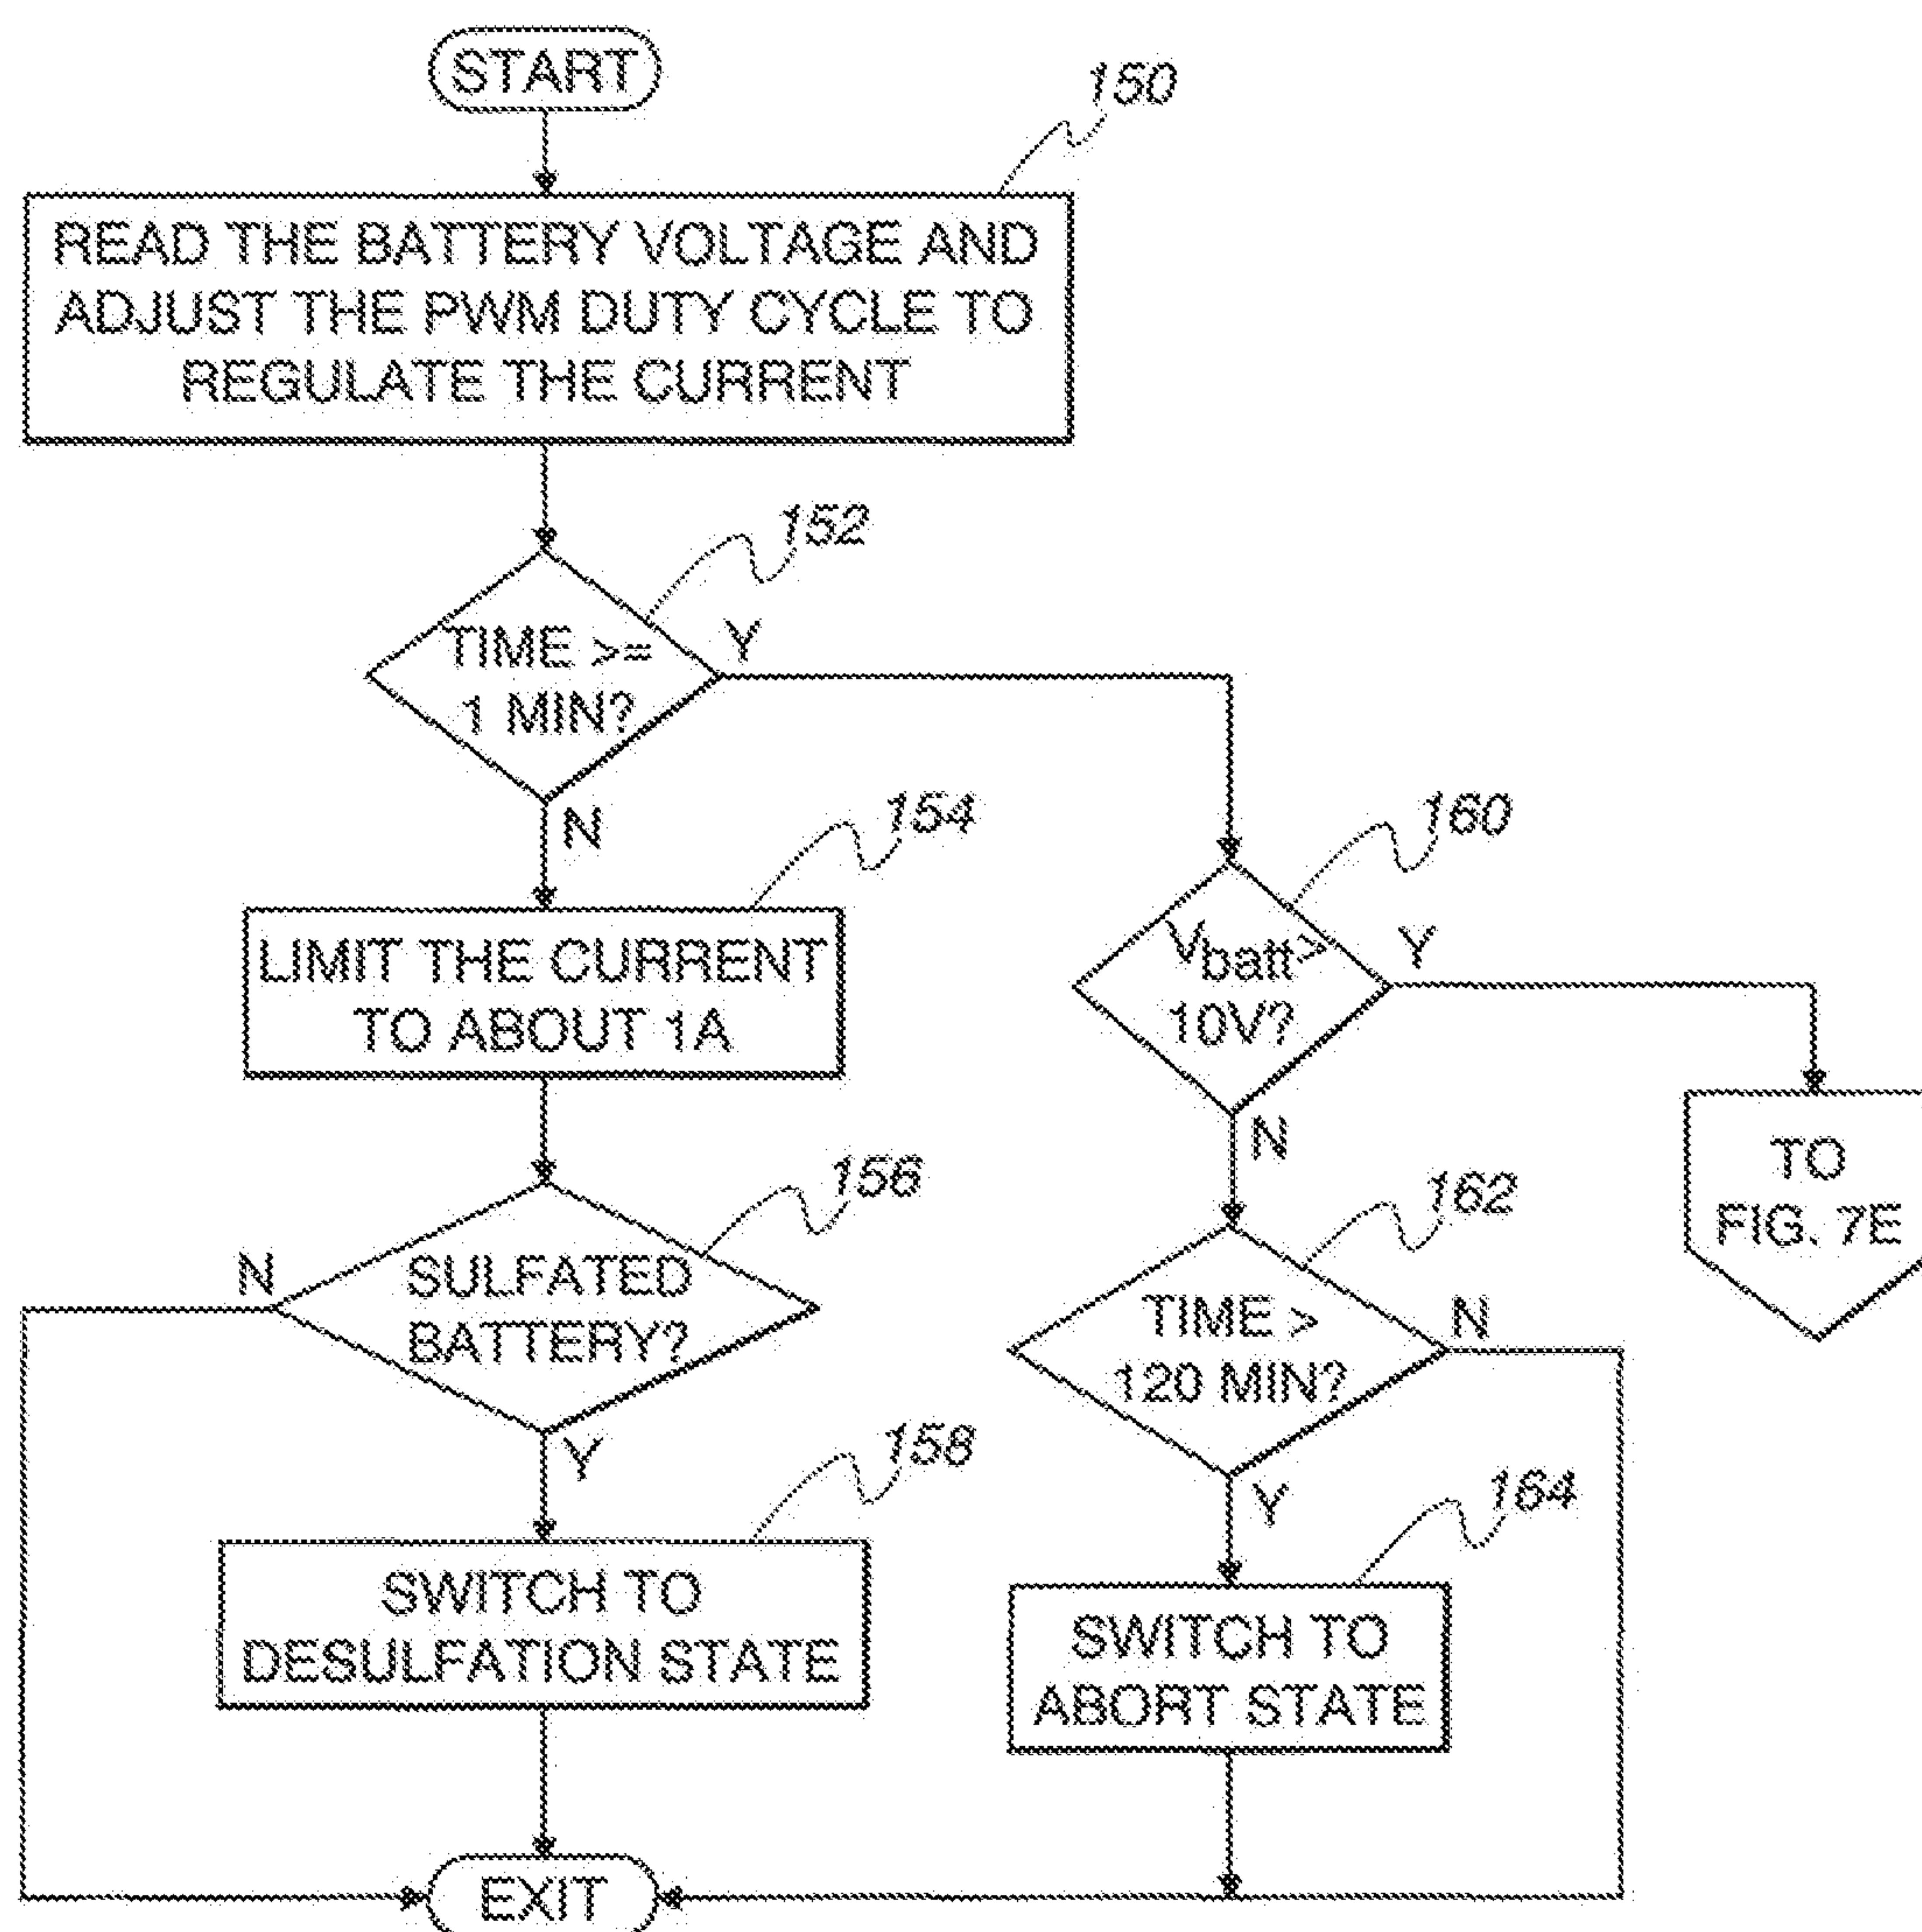 START
150
READ THE BATTERY VOLTAGE AND
ADJUST THE PWM DUTY CYCLE TO
REGULATE THE CURRENT
152
TIME >=
1 MIN?
Y
N
154
LIMIT THE CURRENT
TO ABOUT 1A
160
Vbatt>
10V?
Y
N
TO
FIG. 7E
156
SULFATED
BATTERY?
N
Y
162
TIME >
120 MIN?
N
Y
158
SWITCH TO
DESULFATION STATE
164
SWITCH TO
ABORT STATE
EXIT